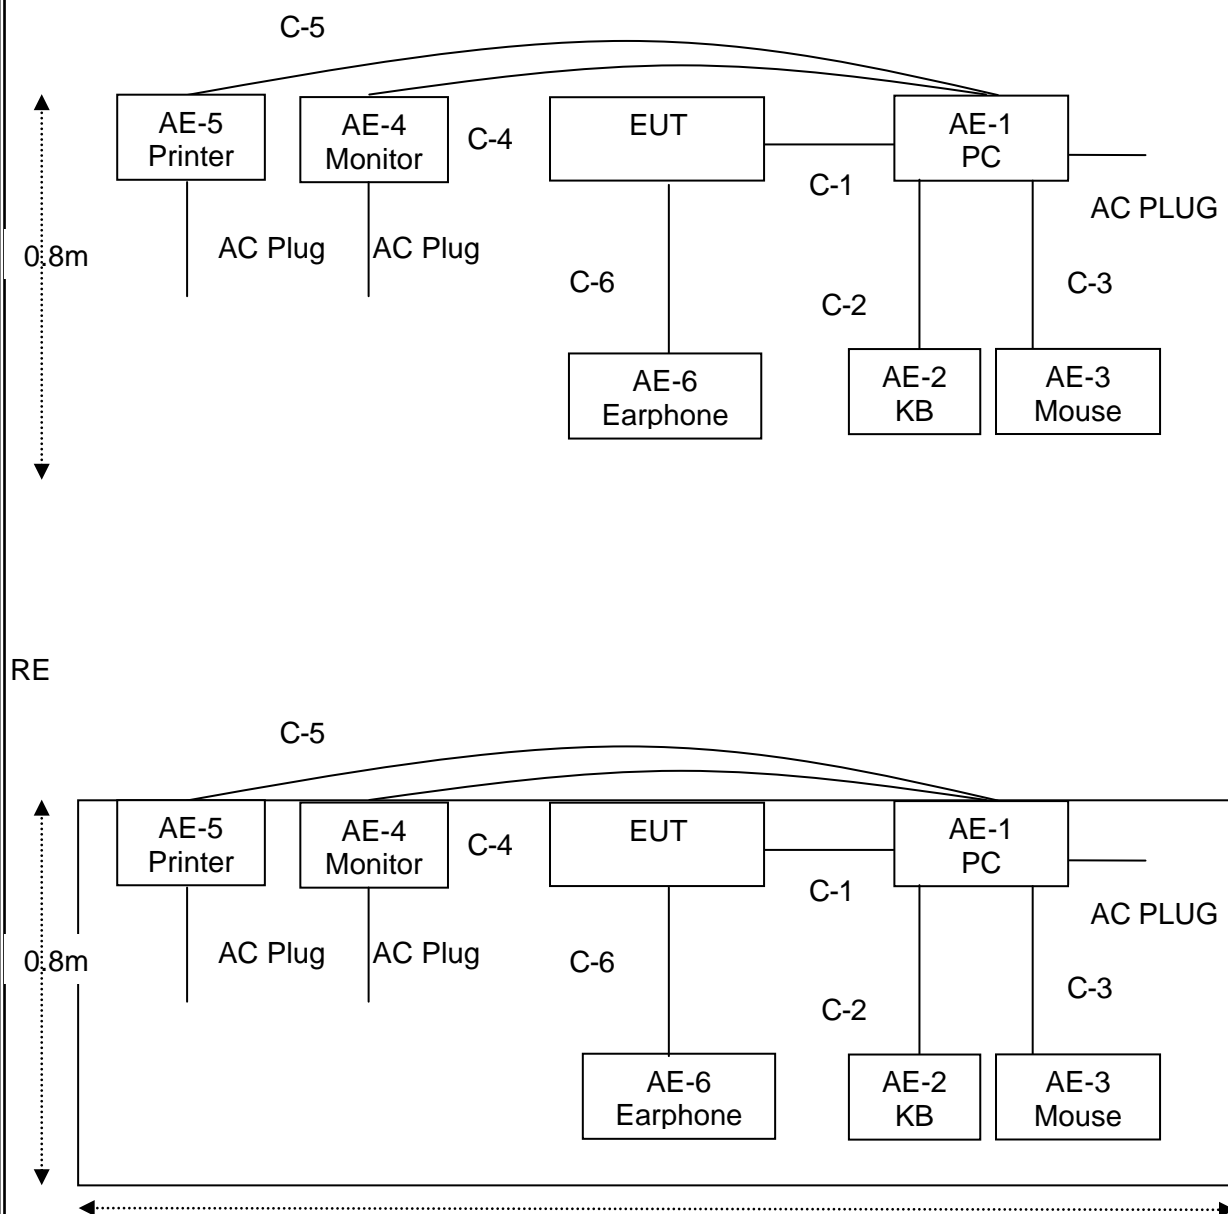 C-5
AE-5
Printer
AE-4
Monitor
C-4
EUT
AE-1
PC
C-1
AC PLUG
0.8m
AC Plug
AC Plug
C-6
C-2
C-3
AE-6
Earphone
AE-2
KB
AE-3
Mouse
RE
C-5
AE-5
Printer
AE-4
Monitor
C-4
EUT
AE-1
PC
C-1
AC PLUG
0.8m
AC Plug
AC Plug
C-6
C-2
C-3
AE-6
Earphone
AE-2
KB
AE-3
Mouse